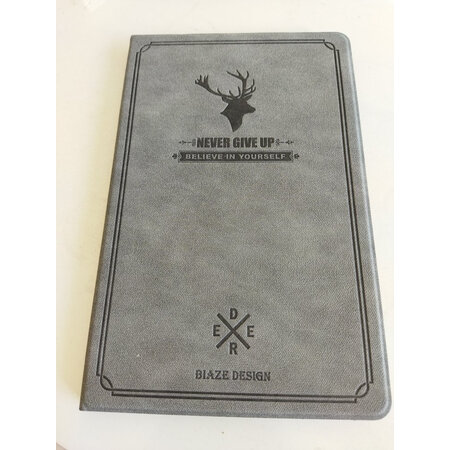 NEVER GIVE UP
BELIEVE IN YOURSELF
D
E E
R
BIAZE DESIGN